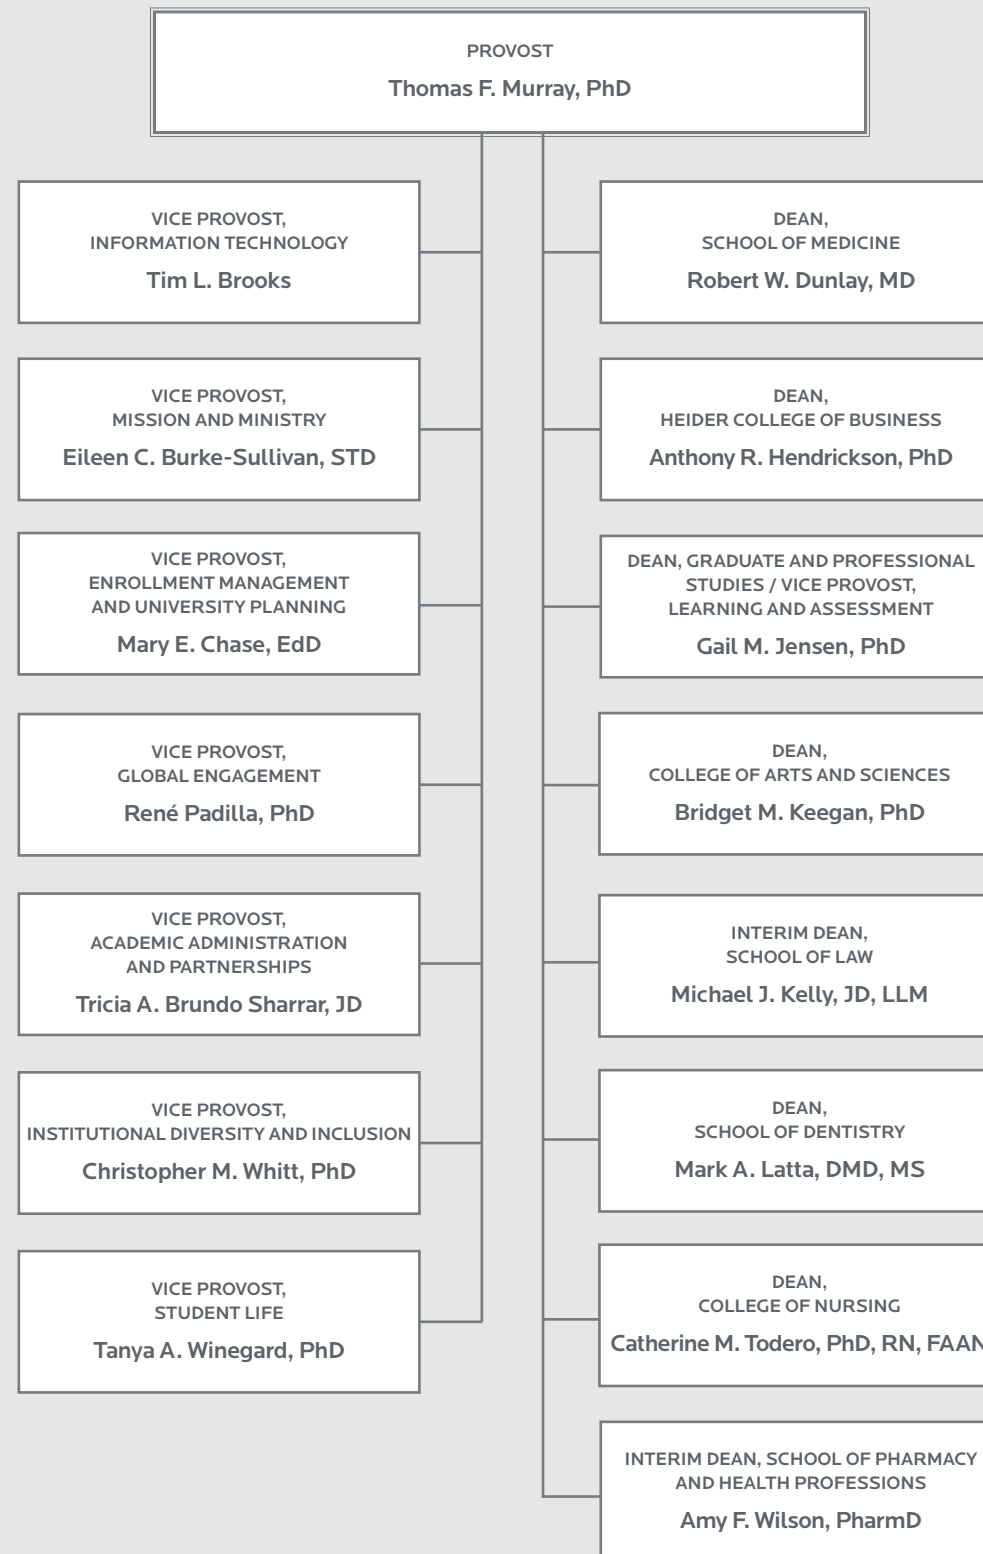 PROVOST
Thomas F. Murray, PhD
VICE PROVOST,
INFORMATION TECHNOLOGY
Tim L. Brooks
VICE PROVOST,
MISSION AND MINISTRY
Eileen C. Burke-Sullivan, STD
VICE PROVOST,
ENROLLMENT MANAGEMENT
AND UNIVERSITY PLANNING
Mary E. Chase, EdD
VICE PROVOST,
GLOBAL ENGAGEMENT
René Padilla, PhD
VICE PROVOST,
ACADEMIC ADMINISTRATION
AND PARTNERSHIPS
Tricia A. Brundo Sharrar, JD
VICE PROVOST,
INSTITUTIONAL DIVERSITY AND INCLUSION
Christopher M. Whitt, PhD
VICE PROVOST,
STUDENT LIFE
Tanya A. Winegard, PhD
DEAN,
SCHOOL OF MEDICINE
Robert W. Dunlay, MD
DEAN,
HEIDER COLLEGE OF BUSINESS
Anthony R. Hendrickson, PhD
DEAN, GRADUATE AND PROFESSIONAL
STUDIES / VICE PROVOST,
LEARNING AND ASSESSMENT
Gail M. Jensen, PhD
DEAN,
COLLEGE OF ARTS AND SCIENCES
Bridget M. Keegan, PhD
INTERIM DEAN,
SCHOOL OF LAW
Michael J. Kelly, JD, LLM
DEAN,
SCHOOL OF DENTISTRY
Mark A. Latta, DMD, MS
DEAN,
COLLEGE OF NURSING
Catherine M. Todero, PhD, RN, FAAN
INTERIM DEAN, SCHOOL OF PHARMACY
AND HEALTH PROFESSIONS
Amy F. Wilson, PharmD